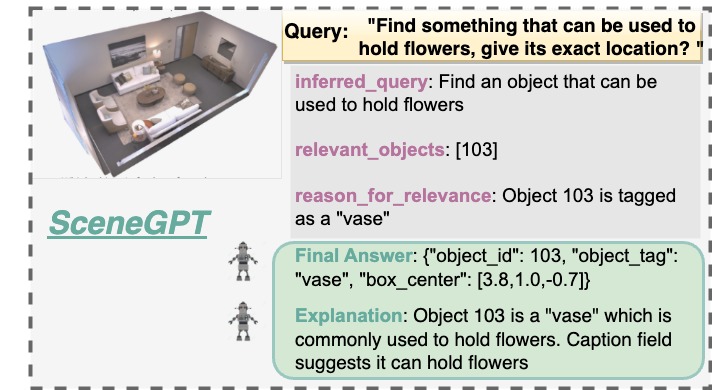 Query: "Find something that can be used to
hold flowers, give its exact location? "
inferred_query: Find an object that can be
used to hold flowers
relevant_objects: [103]
reason_for_relevance: Object 103 is tagged
as a "vase"
SceneGPT
Final Answer: {"object_id": 103, "object_tag":
"vase", "box_center": [3.8,1.0,-0.7]}
Explanation: Object 103 is a "vase" which is
commonly used to hold flowers. Caption field
suggests it can hold flowers